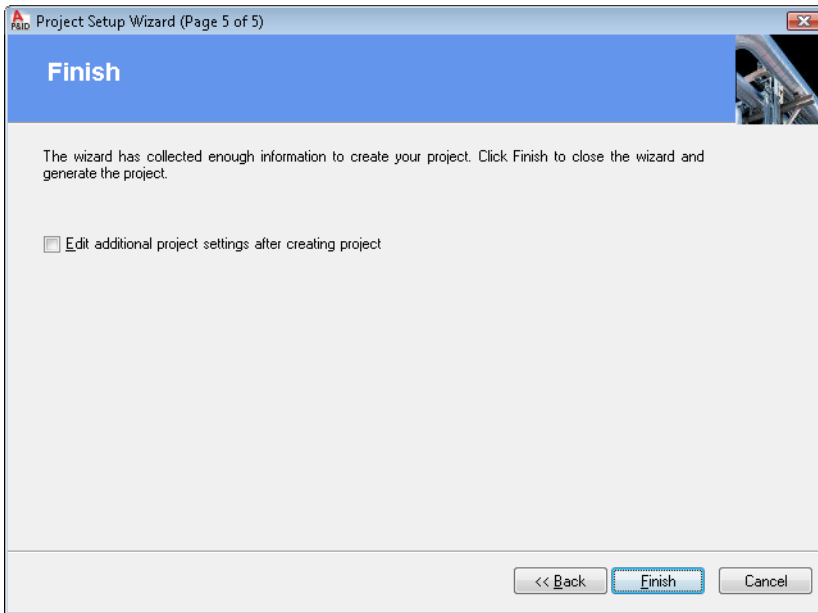 A
P&ID
Project Setup Wizard (Page 5 of 5)
Finish
The wizard has collected enough information to create your project. Click Finish to close the wizard and
generate the project.
Edit additional project settings after creating project
<< Back
Finish
Cancel